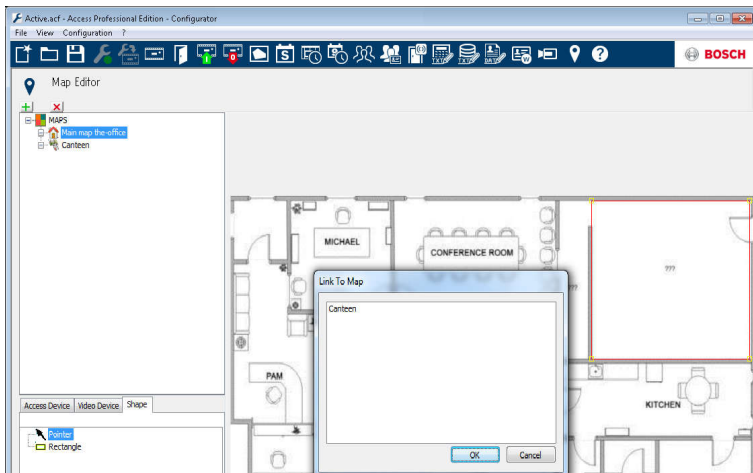 Active.acf - Access Professional Edition - Configurator
File View Configuration ?
BOSCH
Map Editor
MAPS
Main map the-office
Canteen
MICHAEL
CONFERENCE ROOM
???
???
Link To Map
Canteen
PAM
KITCHEN
Access Device Video Device Shape
Pointer
Rectangle
OK Cancel